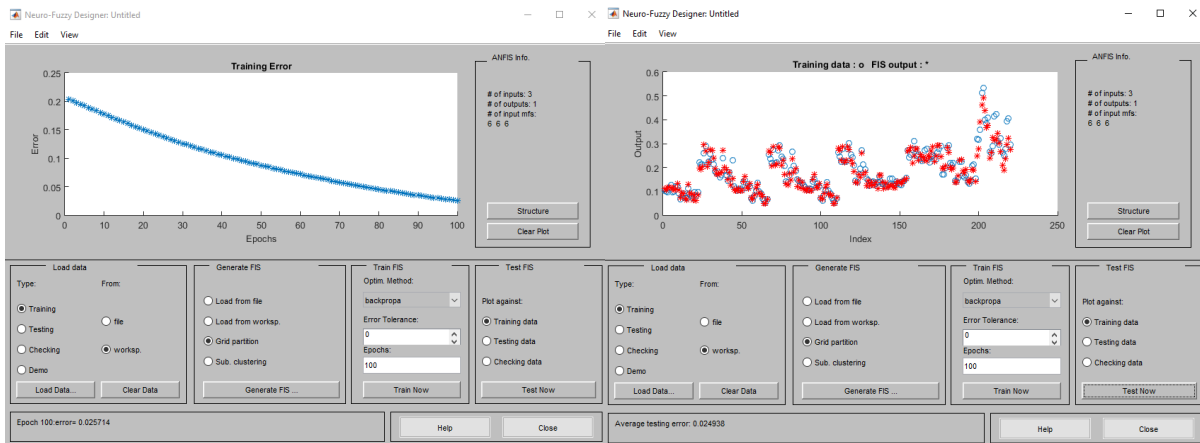 Neuro-Fuzzy Designer: Untitled
File Edit View
Training Error
0.25
0.2
0.15
0.1
0.05
0
Error
0 10 20 30 40 50 60 70 80 90 100
Epochs
ANFIS Info.
# of inputs: 3
# of outputs: 1
# of input mfs:
6 6 6
Structure
Clear Plot
Load data
Type:
From:
Training
Testing
Checking
Demo
file
worksp.
Load Data...
Clear Data
Generate FIS
Load from file
Load from worksp.
Grid partition
Sub. clustering
Generate FIS ...
Train FIS
Optim. Method:
backpropa
Error Tolerance:
0
Epochs:
100
Train Now
Test FIS
Plot against:
Training data
Testing data
Checking data
Test Now
Epoch 100:error= 0.025714
Help
Close
Neuro-Fuzzy Designer: Untitled
File Edit View
Training data : o FIS output : *
0.6
0.5
0.4
0.3
0.2
0.1
0
Output
0 50 100 150 200 250
Index
ANFIS Info.
# of inputs: 3
# of outputs: 1
# of input mfs:
6 6 6
Structure
Clear Plot
Load data
Type:
From:
Training
Testing
Checking
Demo
file
worksp.
Load Data...
Clear Data
Generate FIS
Load from file
Load from worksp.
Grid partition
Sub. clustering
Generate FIS ...
Train FIS
Optim. Method:
backpropa
Error Tolerance:
0
Epochs:
100
Train Now
Test FIS
Plot against:
Training data
Testing data
Checking data
Test Now
Average testing error: 0.024938
Help
Close